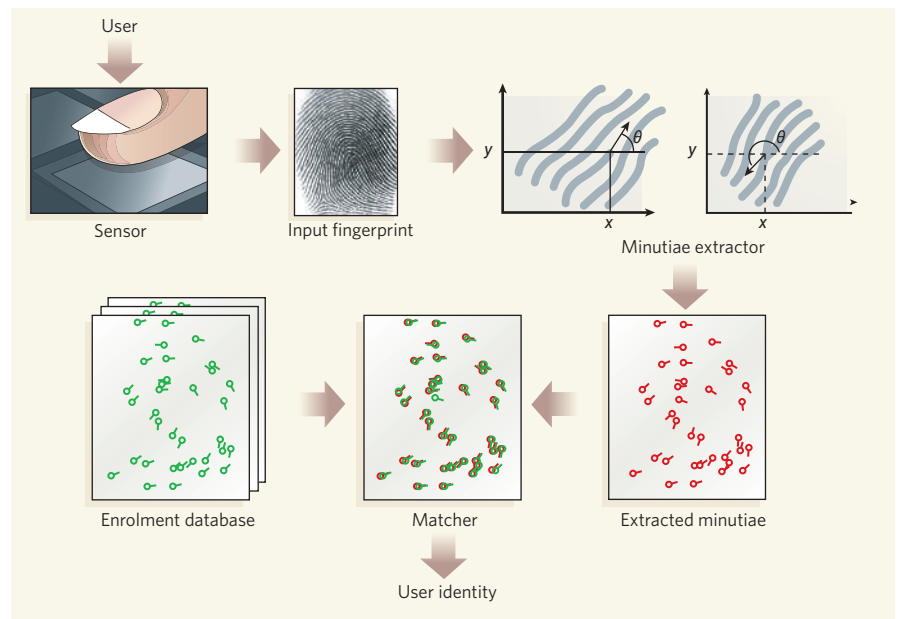 User
Sensor
Input fingerprint
y
θ
x
y
θ
x
Minutiae extractor
Enrolment database
Matcher
Extracted minutiae
User identity